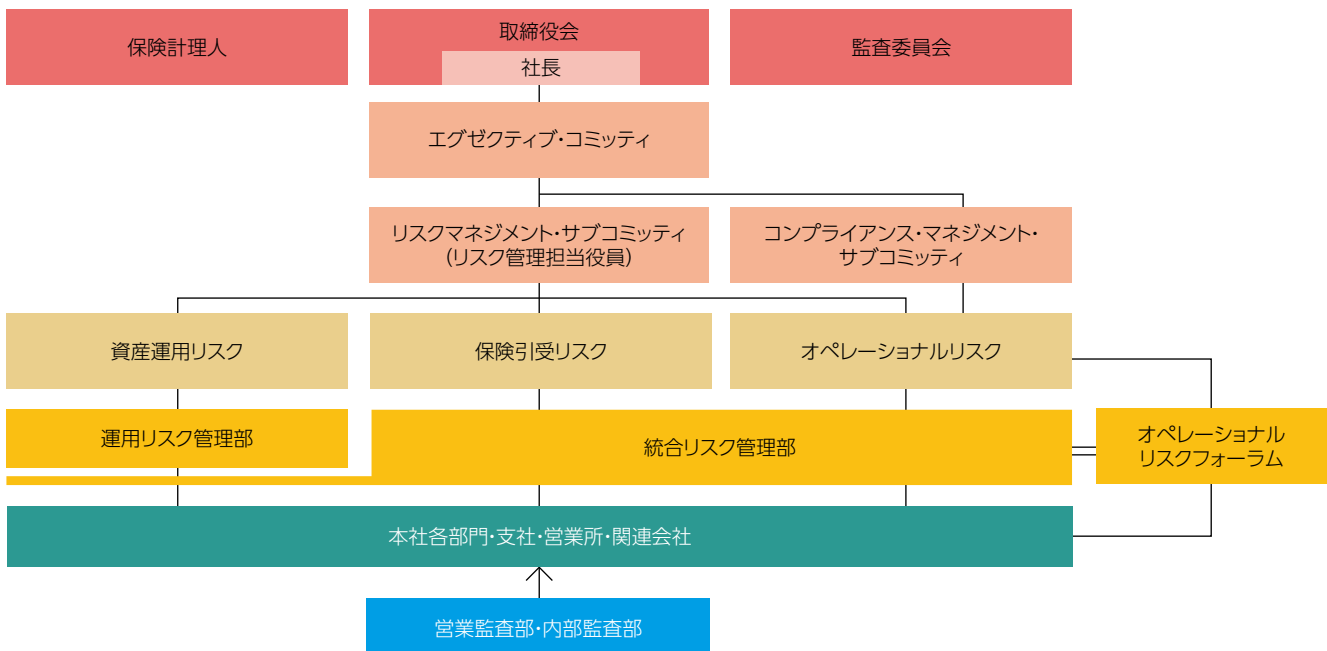 保険計理人
取締役会
社長
監査委員会
エグゼクティブ・コミッティ
リスクマネジメント・サブコミッティ
(リスク管理担当役員)
コンプライアンス・マネジメント・
サブコミッティ
資産運用リスク
保険引受リスク
オペレーショナルリスク
運用リスク管理部
統合リスク管理部
オペレーショナル
リスクフォーラム
本社各部門・支社・営業所・関連会社
営業監査部・内部監査部